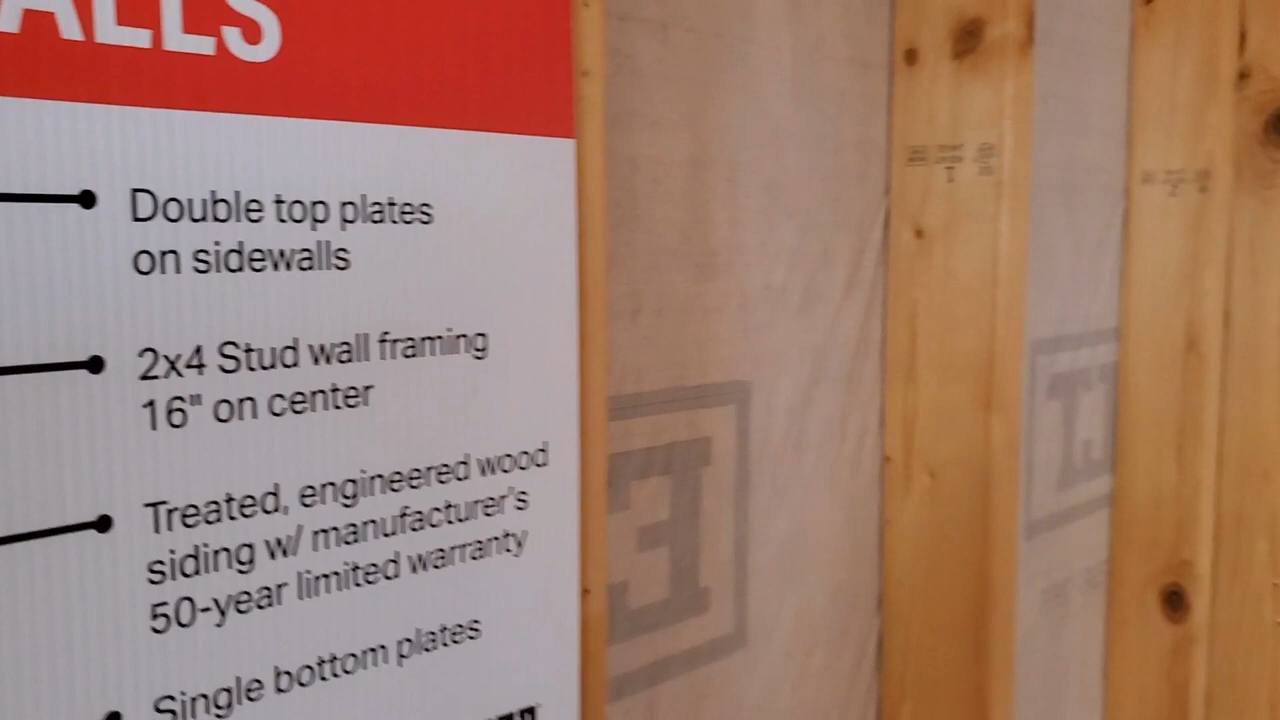 ALLS
Double top plates
on sidewalls
2x4 Stud wall framing
16" on center
Treated, engineered wood
siding w/ manufacturer's
50-year limited warranty
Single bottom plates